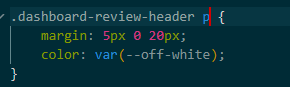 .dashboard-review-header p {
margin: 5px 0 20px;
color: var(--off-white);
}